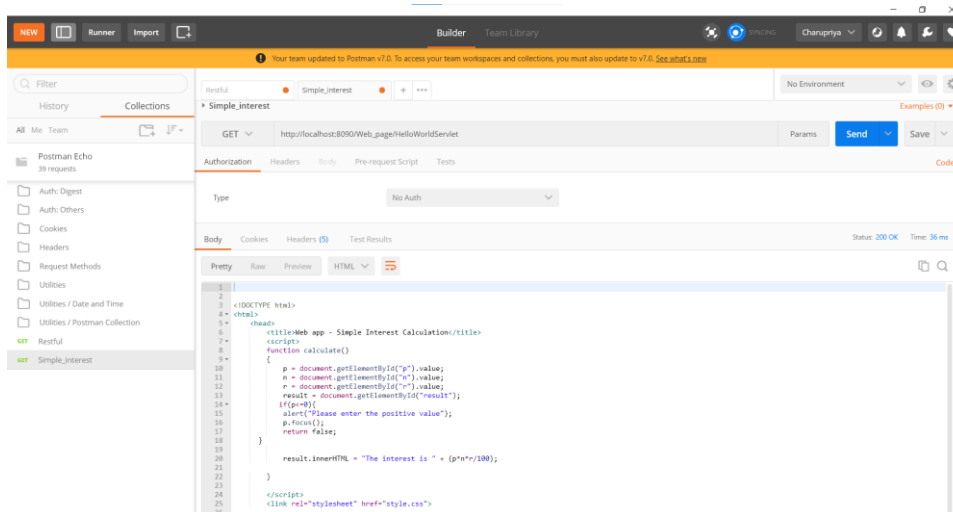 NEW Runner Import Builder Team Library SYNCING Charupriya
Your team updated to Postman v7.0. To access your team workspaces and collections, you must also update to v7.0. See what's new
Filter
History Collections
All Me Team
Postman Echo
39 requests
Auth: Digest
Auth: Others
Cookies
Headers
Request Methods
Utilities
Utilities / Date and Time
Utilities / Postman Collection
GET Restful
GET Simple_interest
Restful Simple_interest + ••• No Environment
Simple_interest Examples (0)
GET http://localhost:8090/Web_page/HelloWorldServlet Params Send Save
Authorization Headers Body Pre-request Script Tests Code
Type No Auth
Body Cookies Headers (5) Test Results Status: 200 OK Time: 36 ms
Pretty Raw Preview HTML
1
2
3 <!DOCTYPE html>
4 <html>
5 <head>
6 <title>Web app - Simple Interest Calculation</title>
7 <script>
8 function calculate()
9 {
10 p = document.getElementById("p").value;
11 n = document.getElementById("n").value;
12 r = document.getElementById("r").value;
13 result = document.getElementById("result");
14 if(p<=0){
15 alert("Please enter the positive value");
16 p.focus();
17 return false;
18 }
19
20 result.innerHTML = "The interest is " + (p*n*r/100);
21
22 }
23
24 </script>
25 <link rel="stylesheet" href="style.css">